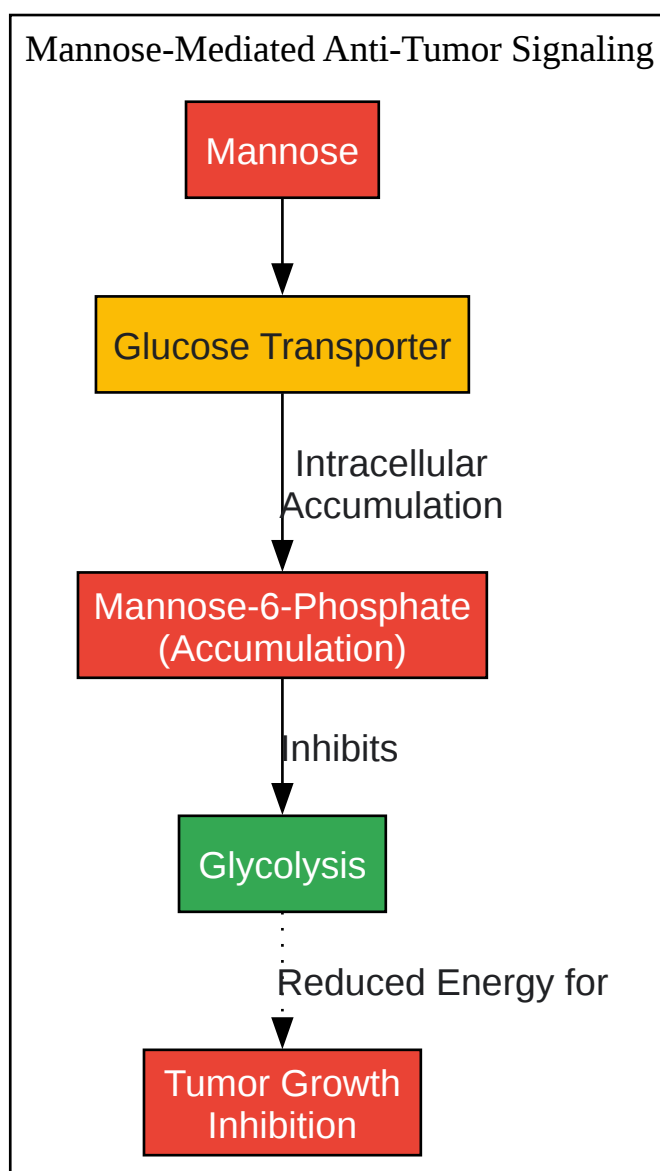 Mannose-Mediated Anti-Tumor Signaling
Mannose
Glucose Transporter
Intracellular
Accumulation
Mannose-6-Phosphate
(Accumulation)
Inhibits
Glycolysis
Reduced Energy for
Tumor Growth
Inhibition